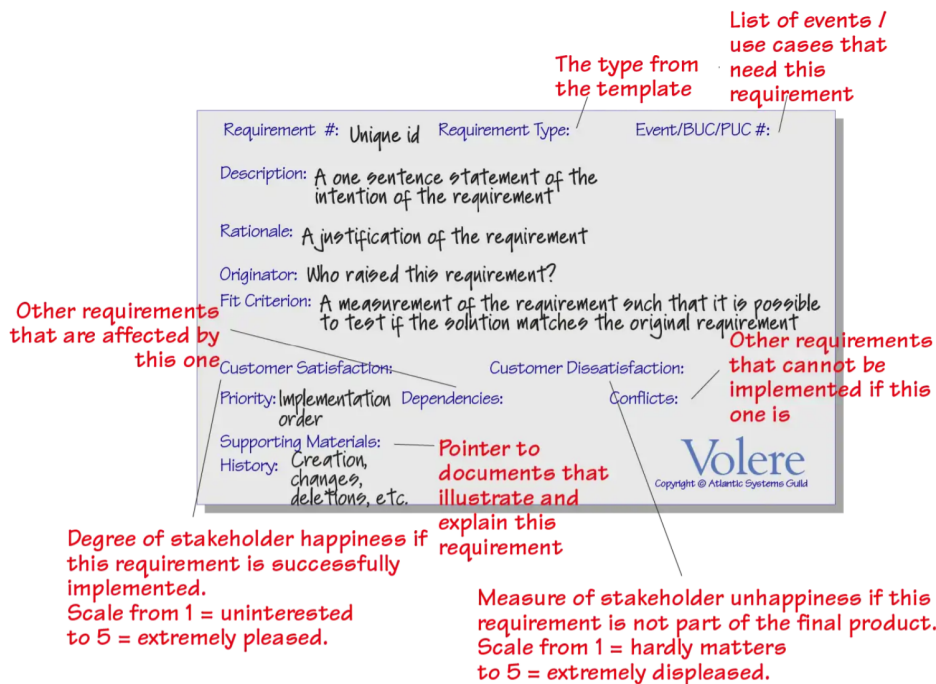 List of events /
use cases that
need this
requirement
The type from
the template
Requirement #: Unique id Requirement Type: Event/BUC/PUC #:
Description: A one sentence statement of the
intention of the requirement
Rationale: A justification of the requirement
Originator: Who raised this requirement?
Fit Criterion: A measurement of the requirement such that it is possible
to test if the solution matches the original requirement
Other requirements
that are affected by
this one
Other requirements
that cannot be
implemented if this
one is
Customer Satisfaction: Customer Dissatisfaction:
Priority: Implementation order Dependencies: Conflicts:
Supporting Materials:
Pointer to
documents that
illustrate and
explain this
requirement
History: Creation,
changes,
deletions, etc.
Volere
Copyright © Atlantic Systems Guild
Degree of stakeholder happiness if
this requirement is successfully
implemented.
Scale from 1 = uninterested
to 5 = extremely pleased.
Measure of stakeholder unhappiness if this
requirement is not part of the final product.
Scale from 1 = hardly matters
to 5 = extremely displeased.